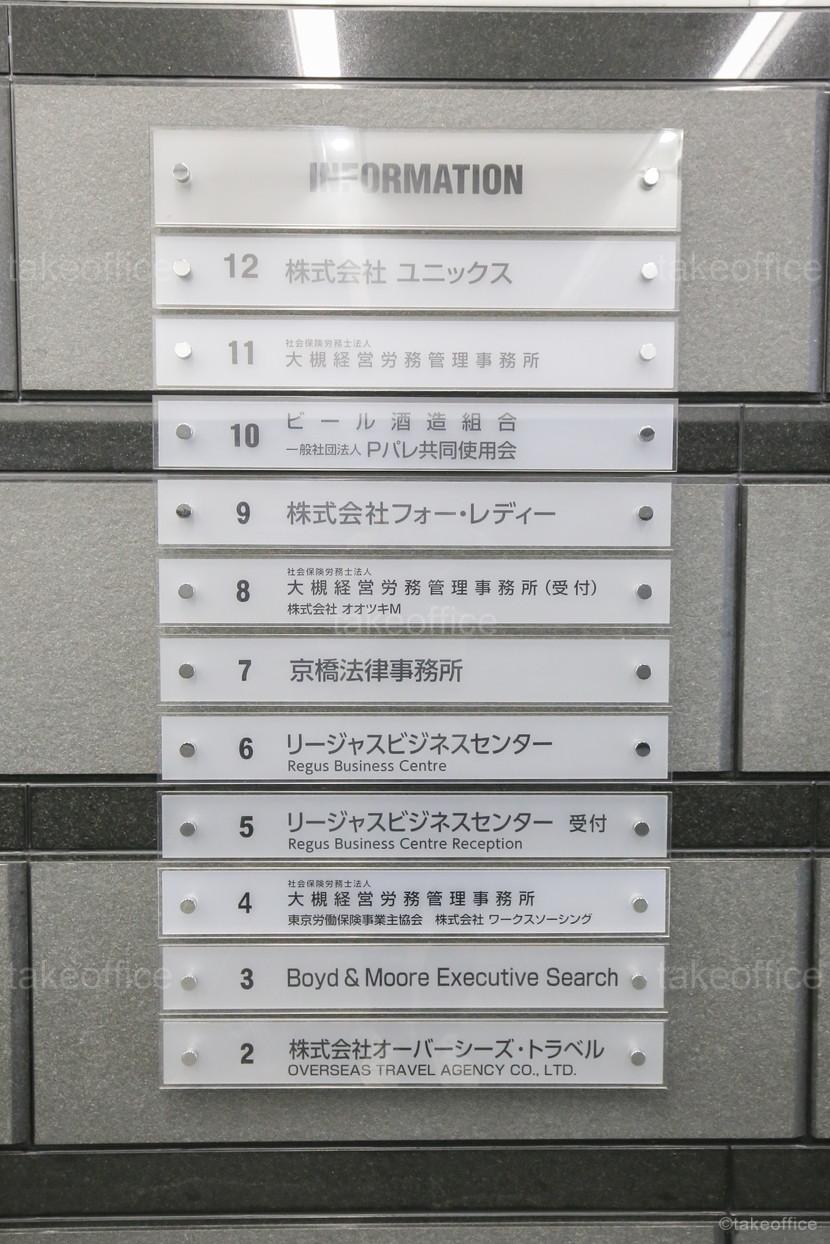 INFORMATION
12 株式会社 ユニックス
社会保険労務士法人
11 大槻経営労務管理事務所
ビール酒造組合
10 一般社団法人 Pパレ共同使用会
9 株式会社フォー・レディー
社会保険労務士法人
8 大槻経営労務管理事務所(受付)
株式会社 オオツキM
7 京橋法律事務所
6 リージャスビジネスセンター
Regus Business Centre
5 リージャスビジネスセンター 受付
Regus Business Centre Reception
社会保険労務士法人
4 大槻経営労務管理事務所
東京労働保険事業主協会 株式会社 ワークスソーシング
3 Boyd & Moore Executive Search
2 株式会社オーバーシーズ・トラベル
OVERSEAS TRAVEL AGENCY CO., LTD.
takeoffice
takeoffice
takeoffice
takeoffice
takeoffice
©takeoffice